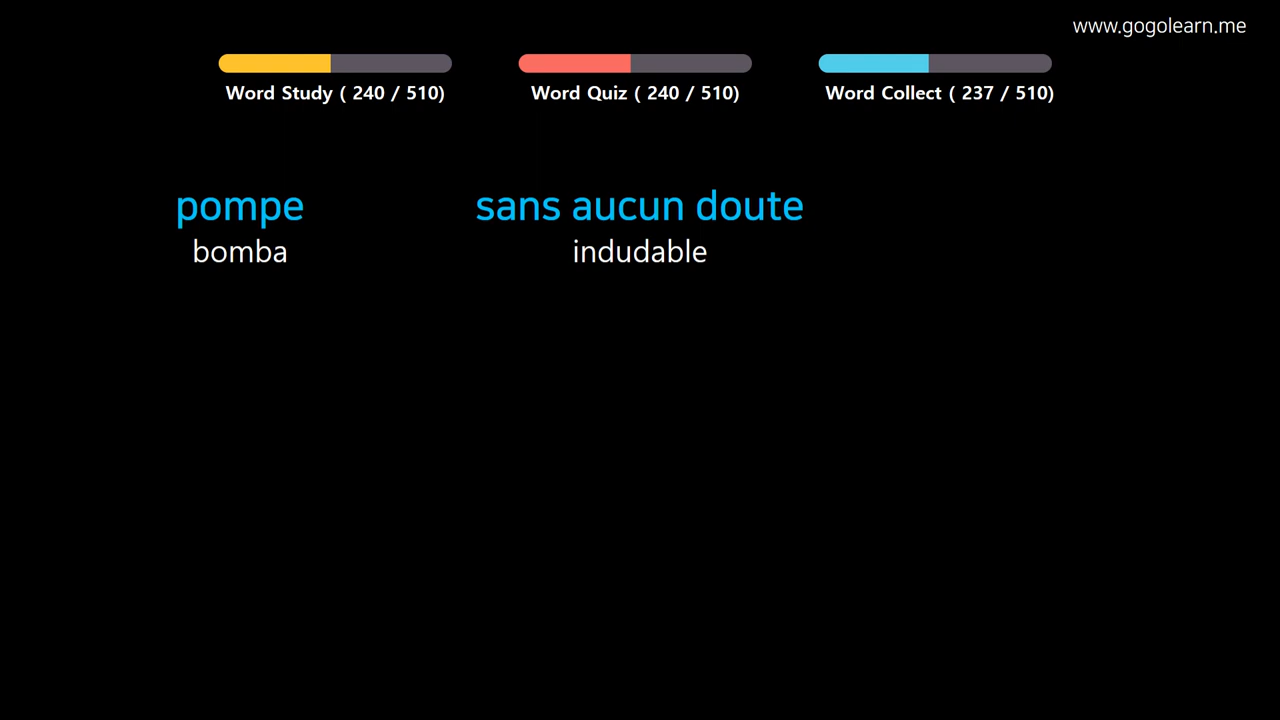 www.gogolearn.me
Word Study ( 240 / 510)
Word Quiz ( 240 / 510)
Word Collect ( 237 / 510)
pompe
bomba
sans aucun doute
indudable